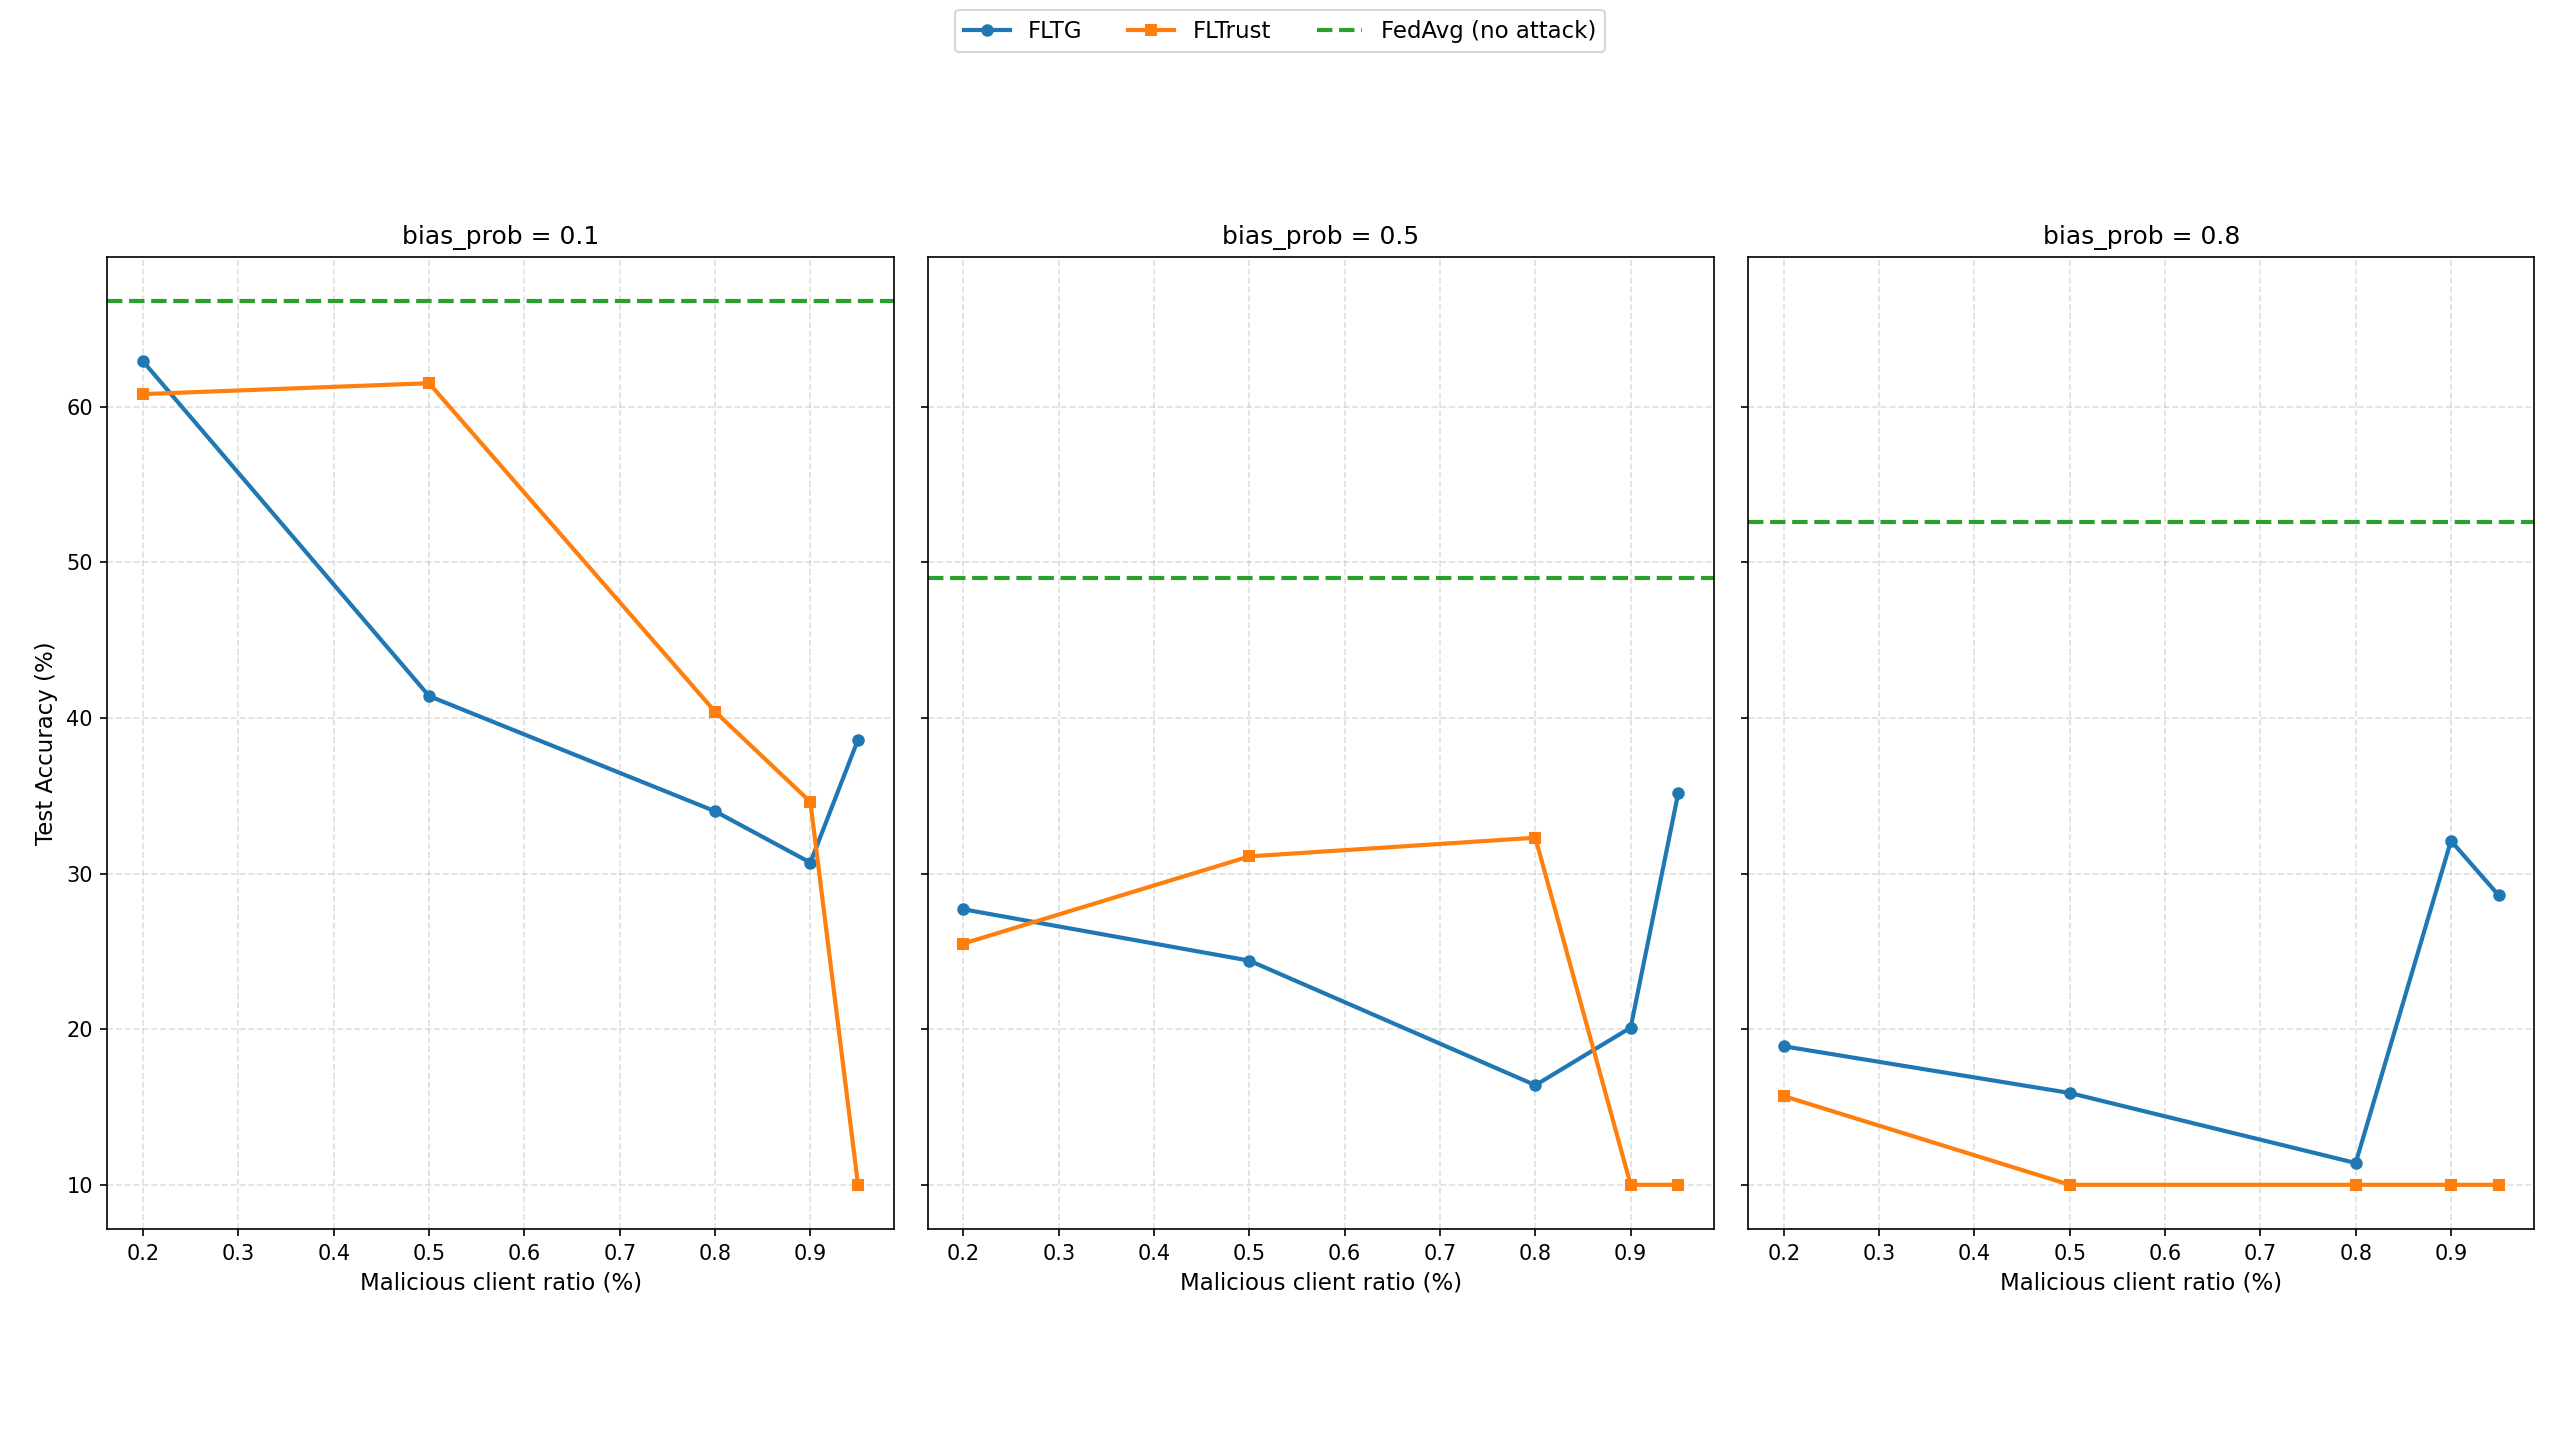 FLTG FLTrust FedAvg (no attack)
bias_prob = 0.1
bias_prob = 0.5
bias_prob = 0.8
Test Accuracy (%)
60
50
40
30
20
10
0.2 0.3 0.4 0.5 0.6 0.7 0.8 0.9
0.2 0.3 0.4 0.5 0.6 0.7 0.8 0.9
0.2 0.3 0.4 0.5 0.6 0.7 0.8 0.9
Malicious client ratio (%)
Malicious client ratio (%)
Malicious client ratio (%)